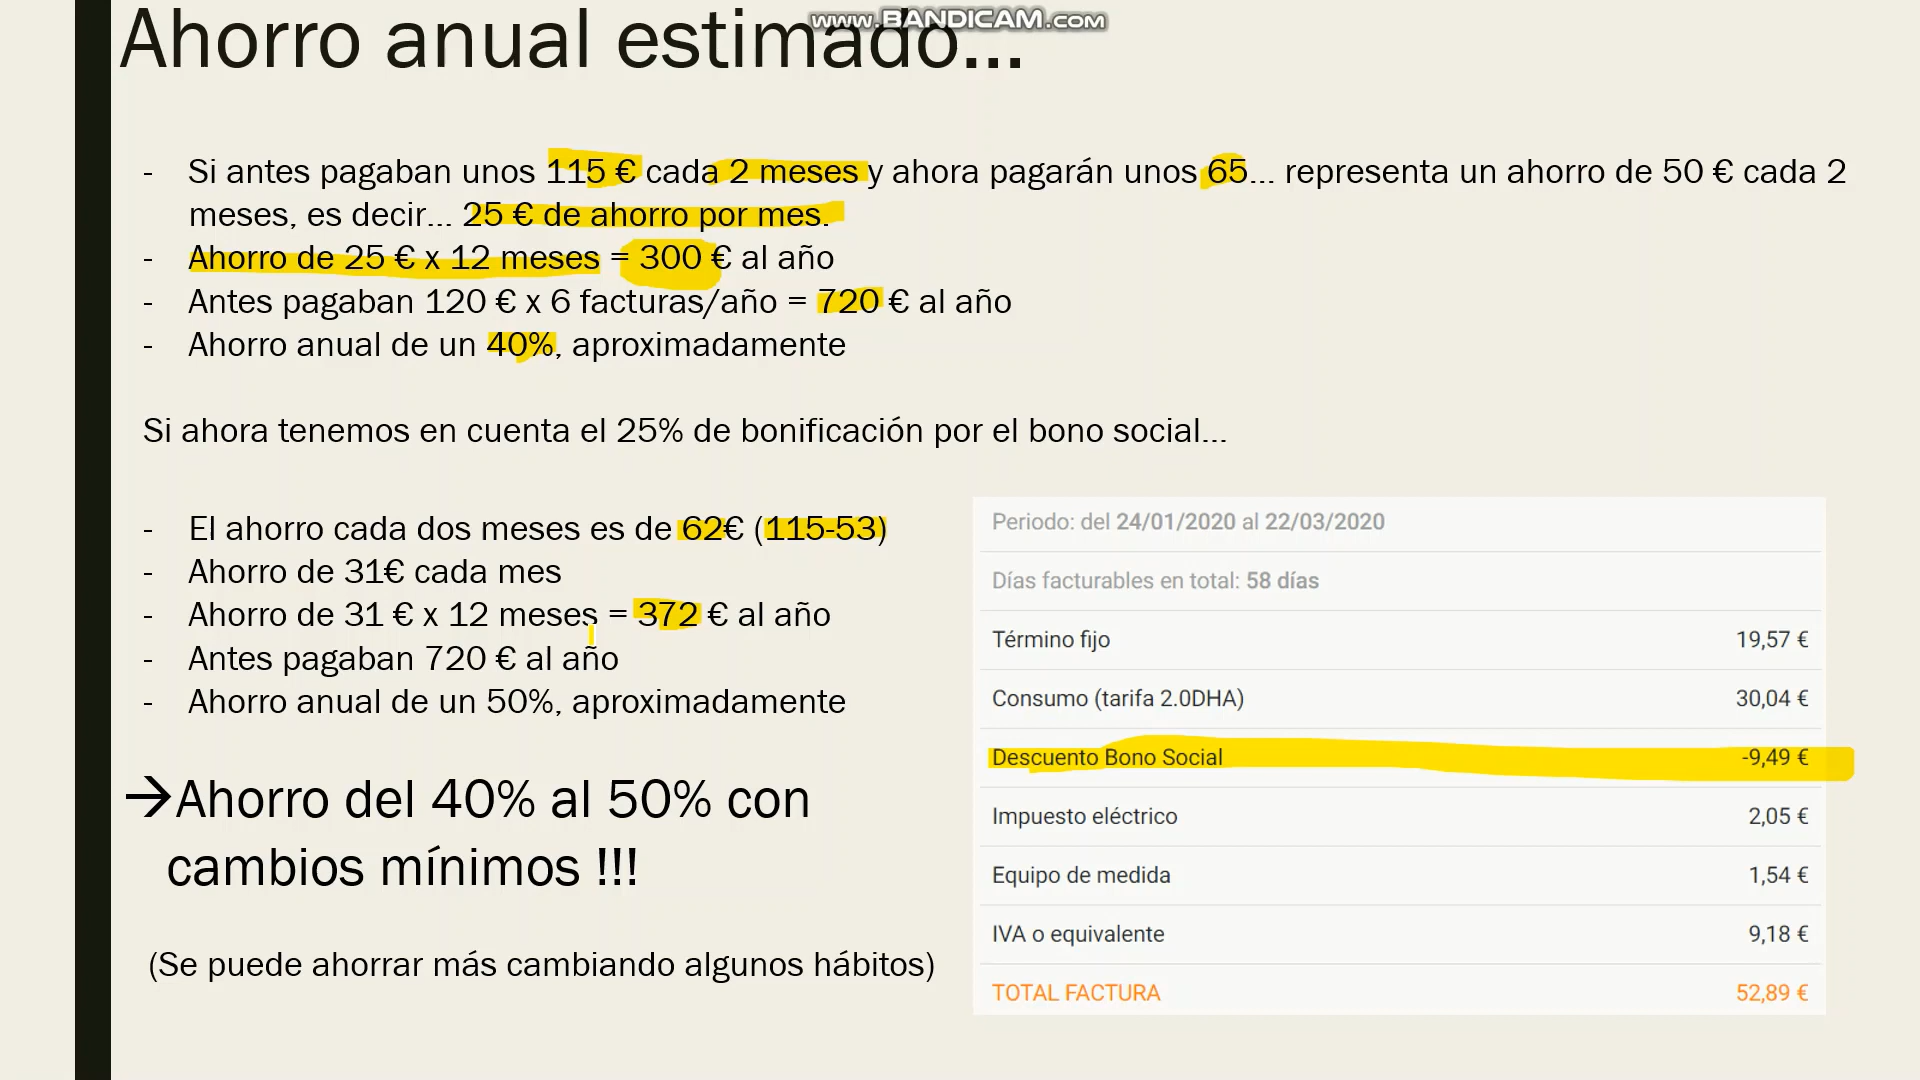 www.BANDICAM.com
Ahorro anual estimado...
- Si antes pagaban unos 115 € cada 2 meses y ahora pagarán unos 65... representa un ahorro de 50 € cada 2
meses, es decir... 25 € de ahorro por mes.
- Ahorro de 25 € x 12 meses = 300 € al año
- Antes pagaban 120 € x 6 facturas/año = 720 € al año
- Ahorro anual de un 40%, aproximadamente
Si ahora tenemos en cuenta el 25% de bonificación por el bono social...
- El ahorro cada dos meses es de 62€ (115-53)
- Ahorro de 31€ cada mes
- Ahorro de 31 € x 12 meses = 372 € al año
- Antes pagaban 720 € al año
- Ahorro anual de un 50%, aproximadamente
→Ahorro del 40% al 50% con
cambios mínimos !!!
(Se puede ahorrar más cambiando algunos hábitos)
Periodo: del 24/01/2020 al 22/03/2020
Días facturables en total: 58 días
Término fijo 19,57 €
Consumo (tarifa 2.0DHA) 30,04 €
Descuento Bono Social -9,49 €
Impuesto eléctrico 2,05 €
Equipo de medida 1,54 €
IVA o equivalente 9,18 €
TOTAL FACTURA 52,89 €